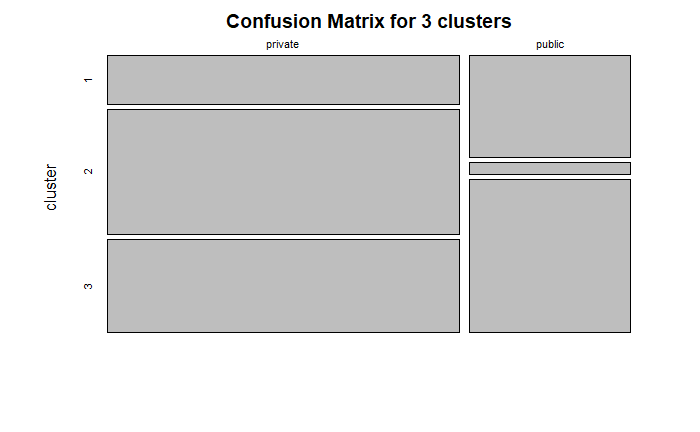 Confusion Matrix for 3 clusters
private
public
1
2
3
cluster